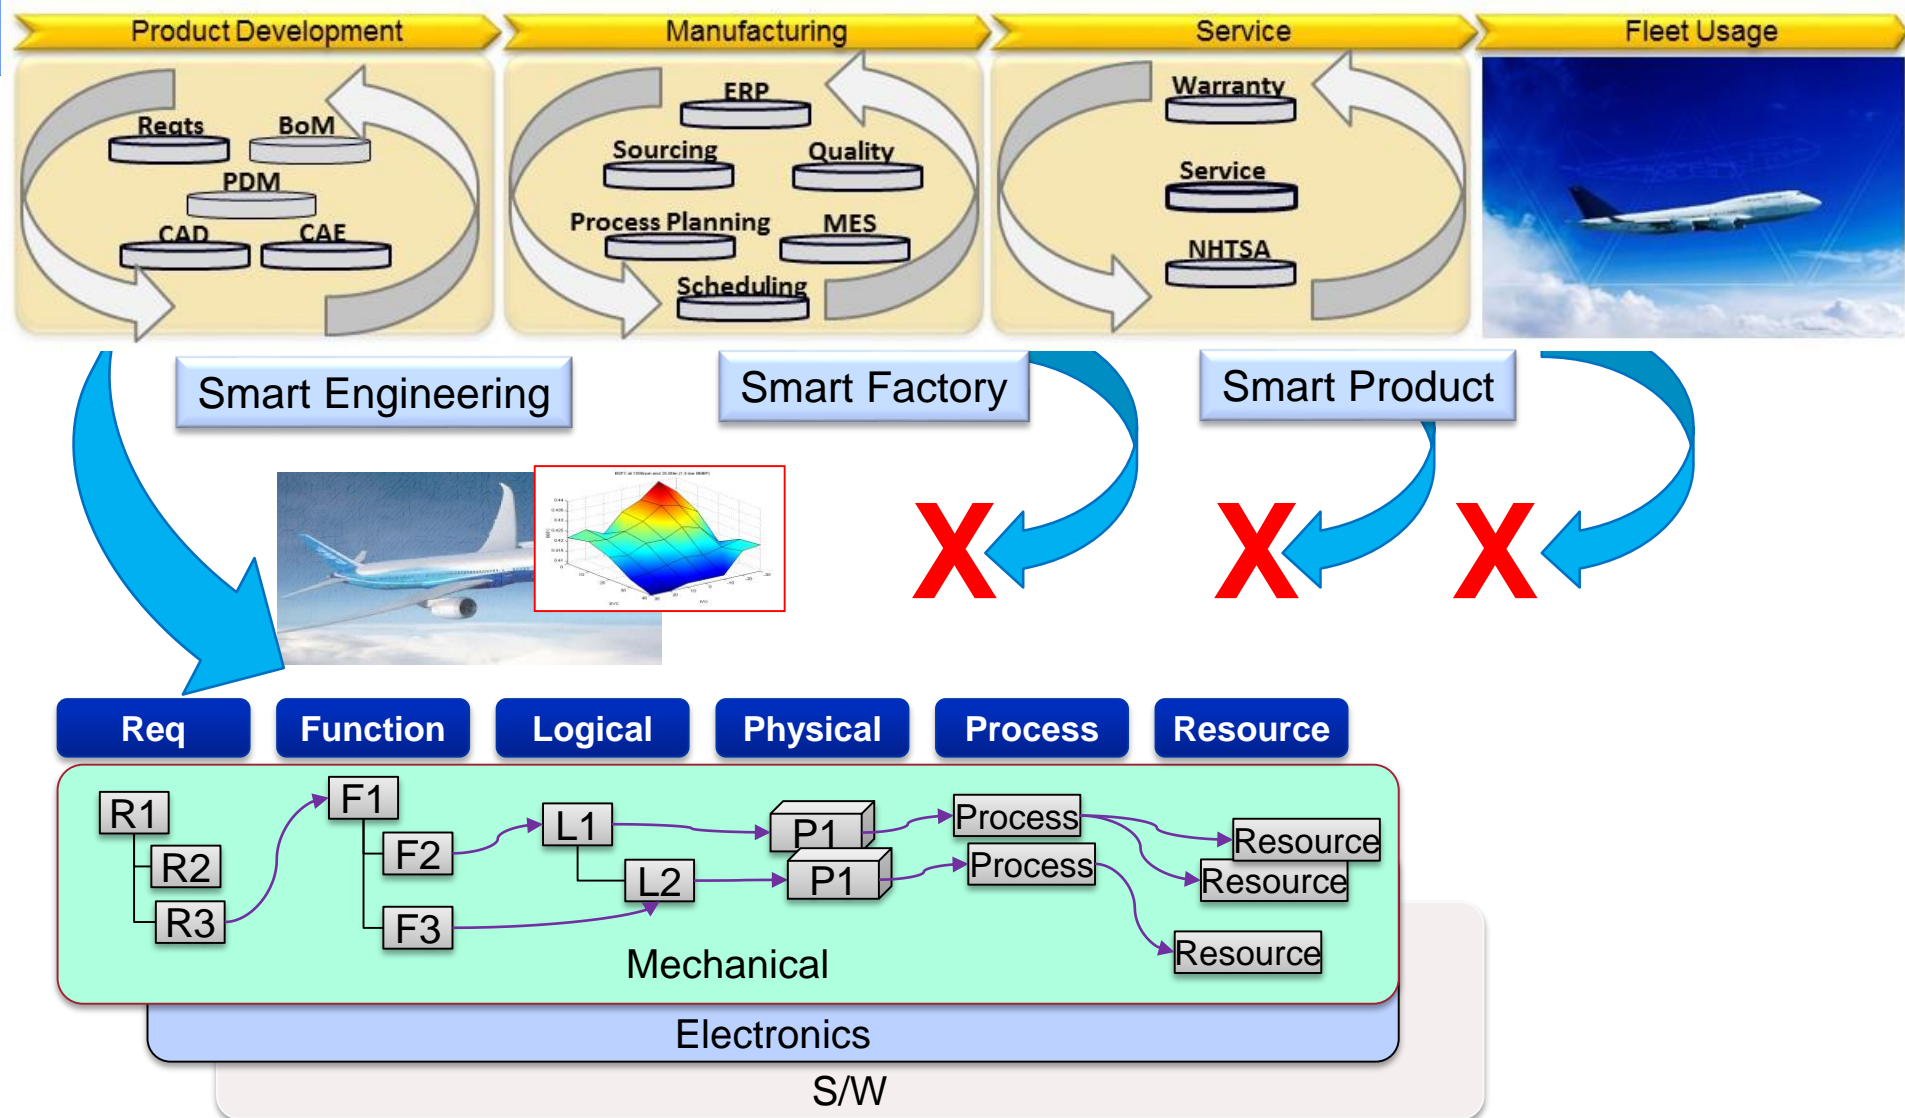 Product Development
Manufacturing
Service
Fleet Usage
Reqts
BoM
PDM
CAD
CAE
ERP
Sourcing
Quality
Process Planning
MES
Scheduling
Warranty
Service
NHTSA
Smart Engineering
Smart Factory
Smart Product
X
X
X
Req
Function
Logical
Physical
Process
Resource
R1
R2
R3
F1
F2
F3
L1
L2
P1
P1
Process
Process
Resource
Resource
Resource
Mechanical
Electronics
S/W